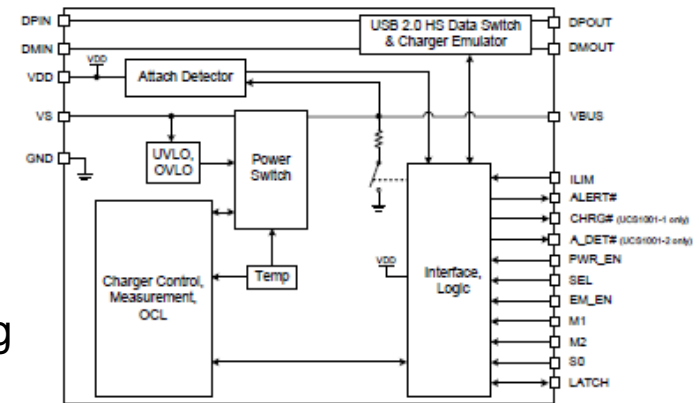 DPIN
DMIN
VDD
VS
GND
VDD
Attach Detector
USB 2.0 HS Data Switch
& Charger Emulator
UVLO,
OVLO
Power
Switch
Charger Control,
Measurement,
OCL
Temp
VDD
Interface,
Logic
DPOUT
DMOUT
VBUS
ILIM
ALERT#
CHRG# (UCS1001-1 only)
A_DET# (UCS1001-2 only)
PWR_EN
SEL
EM_EN
M1
M2
S0
LATCH
g